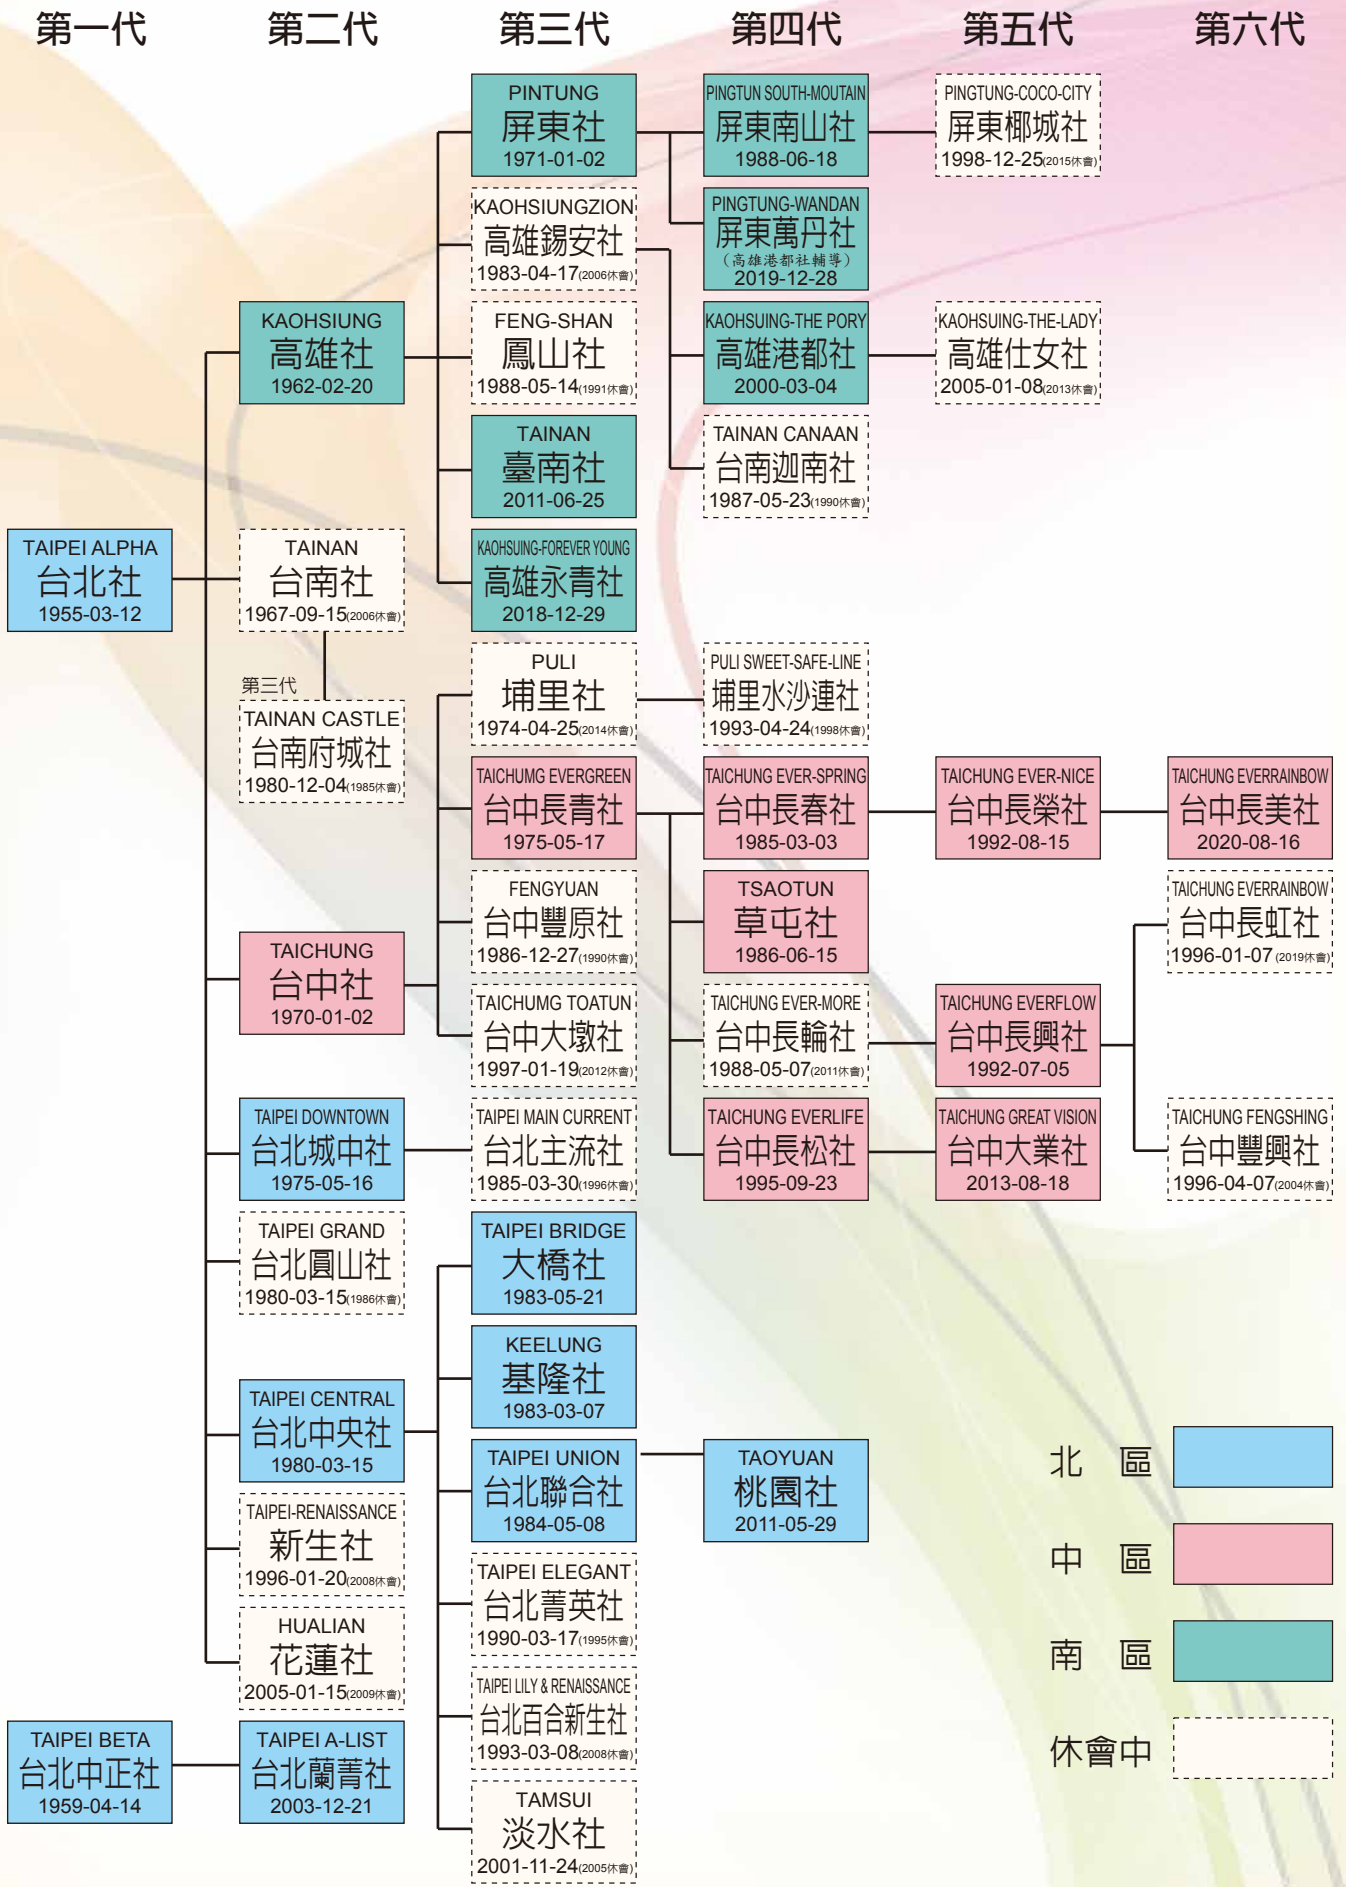 第一代
第二代
第三代
第四代
第五代
第六代
PINTUNG
屏東社
1971-01-02
PINGTUN SOUTH-MOUTAIN
屏東南山社
1988-06-18
PINGTUNG-COCO-CITY
屏東椰城社
1998-12-25(2015休會)
KAOHSIUNGZION
高雄錫安社
1983-04-17(2006休會)
PINGTUNG-WANDAN
屏東萬丹社
(高雄港都社輔導)
2019-12-28
KAOHSIUNG
高雄社
1962-02-20
FENG-SHAN
鳳山社
1988-05-14(1991休會)
KAOHSUING-THE PORY
高雄港都社
2000-03-04
KAOHSUING-THE-LADY
高雄仕女社
2005-01-08(2013休會)
TAINAN
臺南社
2011-06-25
TAINAN CANAAN
台南迦南社
1987-05-23(1990休會)
TAIPEI ALPHA
台北社
1955-03-12
TAINAN
台南社
1967-09-15(2006休會)
KAOHSUING-FOREVER YOUNG
高雄永青社
2018-12-29
第三代
TAINAN CASTLE
台南府城社
1980-12-04(1985休會)
PULI
埔里社
1974-04-25(2014休會)
PULI SWEET-SAFE-LINE
埔里水沙連社
1993-04-24(1998休會)
TAICHUMG EVERGREEN
台中長青社
1975-05-17
TAICHUNG EVER-SPRING
台中長春社
1985-03-03
TAICHUNG EVER-NICE
台中長榮社
1992-08-15
TAICHUNG EVERRAINBOW
台中長美社
2020-08-16
FENGYUAN
台中豐原社
1986-12-27(1990休會)
TSAOTUN
草屯社
1986-06-15
TAICHUNG EVERRAINBOW
台中長虹社
1996-01-07 (2019休會)
TAICHUNG
台中社
1970-01-02
TAICHUMG TOATUN
台中大墩社
1997-01-19(2012休會)
TAICHUNG EVER-MORE
台中長輪社
1988-05-07(2011休會)
TAICHUNG EVERFLOW
台中長興社
1992-07-05
TAIPEI DOWNTOWN
台北城中社
1975-05-16
TAIPEI MAIN CURRENT
台北主流社
1985-03-30(1996休會)
TAICHUNG EVERLIFE
台中長松社
1995-09-23
TAICHUNG GREAT VISION
台中大業社
2013-08-18
TAICHUNG FENGSHING
台中豐興社
1996-04-07(2004休會)
TAIPEI GRAND
台北圓山社
1980-03-15(1986休會)
TAIPEI BRIDGE
大橋社
1983-05-21
KEELUNG
基隆社
1983-03-07
TAIPEI CENTRAL
台北中央社
1980-03-15
TAIPEI UNION
台北聯合社
1984-05-08
TAOYUAN
桃園社
2011-05-29
北 區
TAIPEI-RENAISSANCE
新生社
1996-01-20(2008休會)
TAIPEI ELEGANT
台北菁英社
1990-03-17(1995休會)
中 區
HUALIAN
花蓮社
2005-01-15(2009休會)
TAIPEI LILY & RENAISSANCE
台北百合新生社
1993-03-08(2008休會)
南 區
TAIPEI BETA
台北中正社
1959-04-14
TAIPEI A-LIST
台北蘭菁社
2003-12-21
TAMSUI
淡水社
2001-11-24(2005休會)
休會中